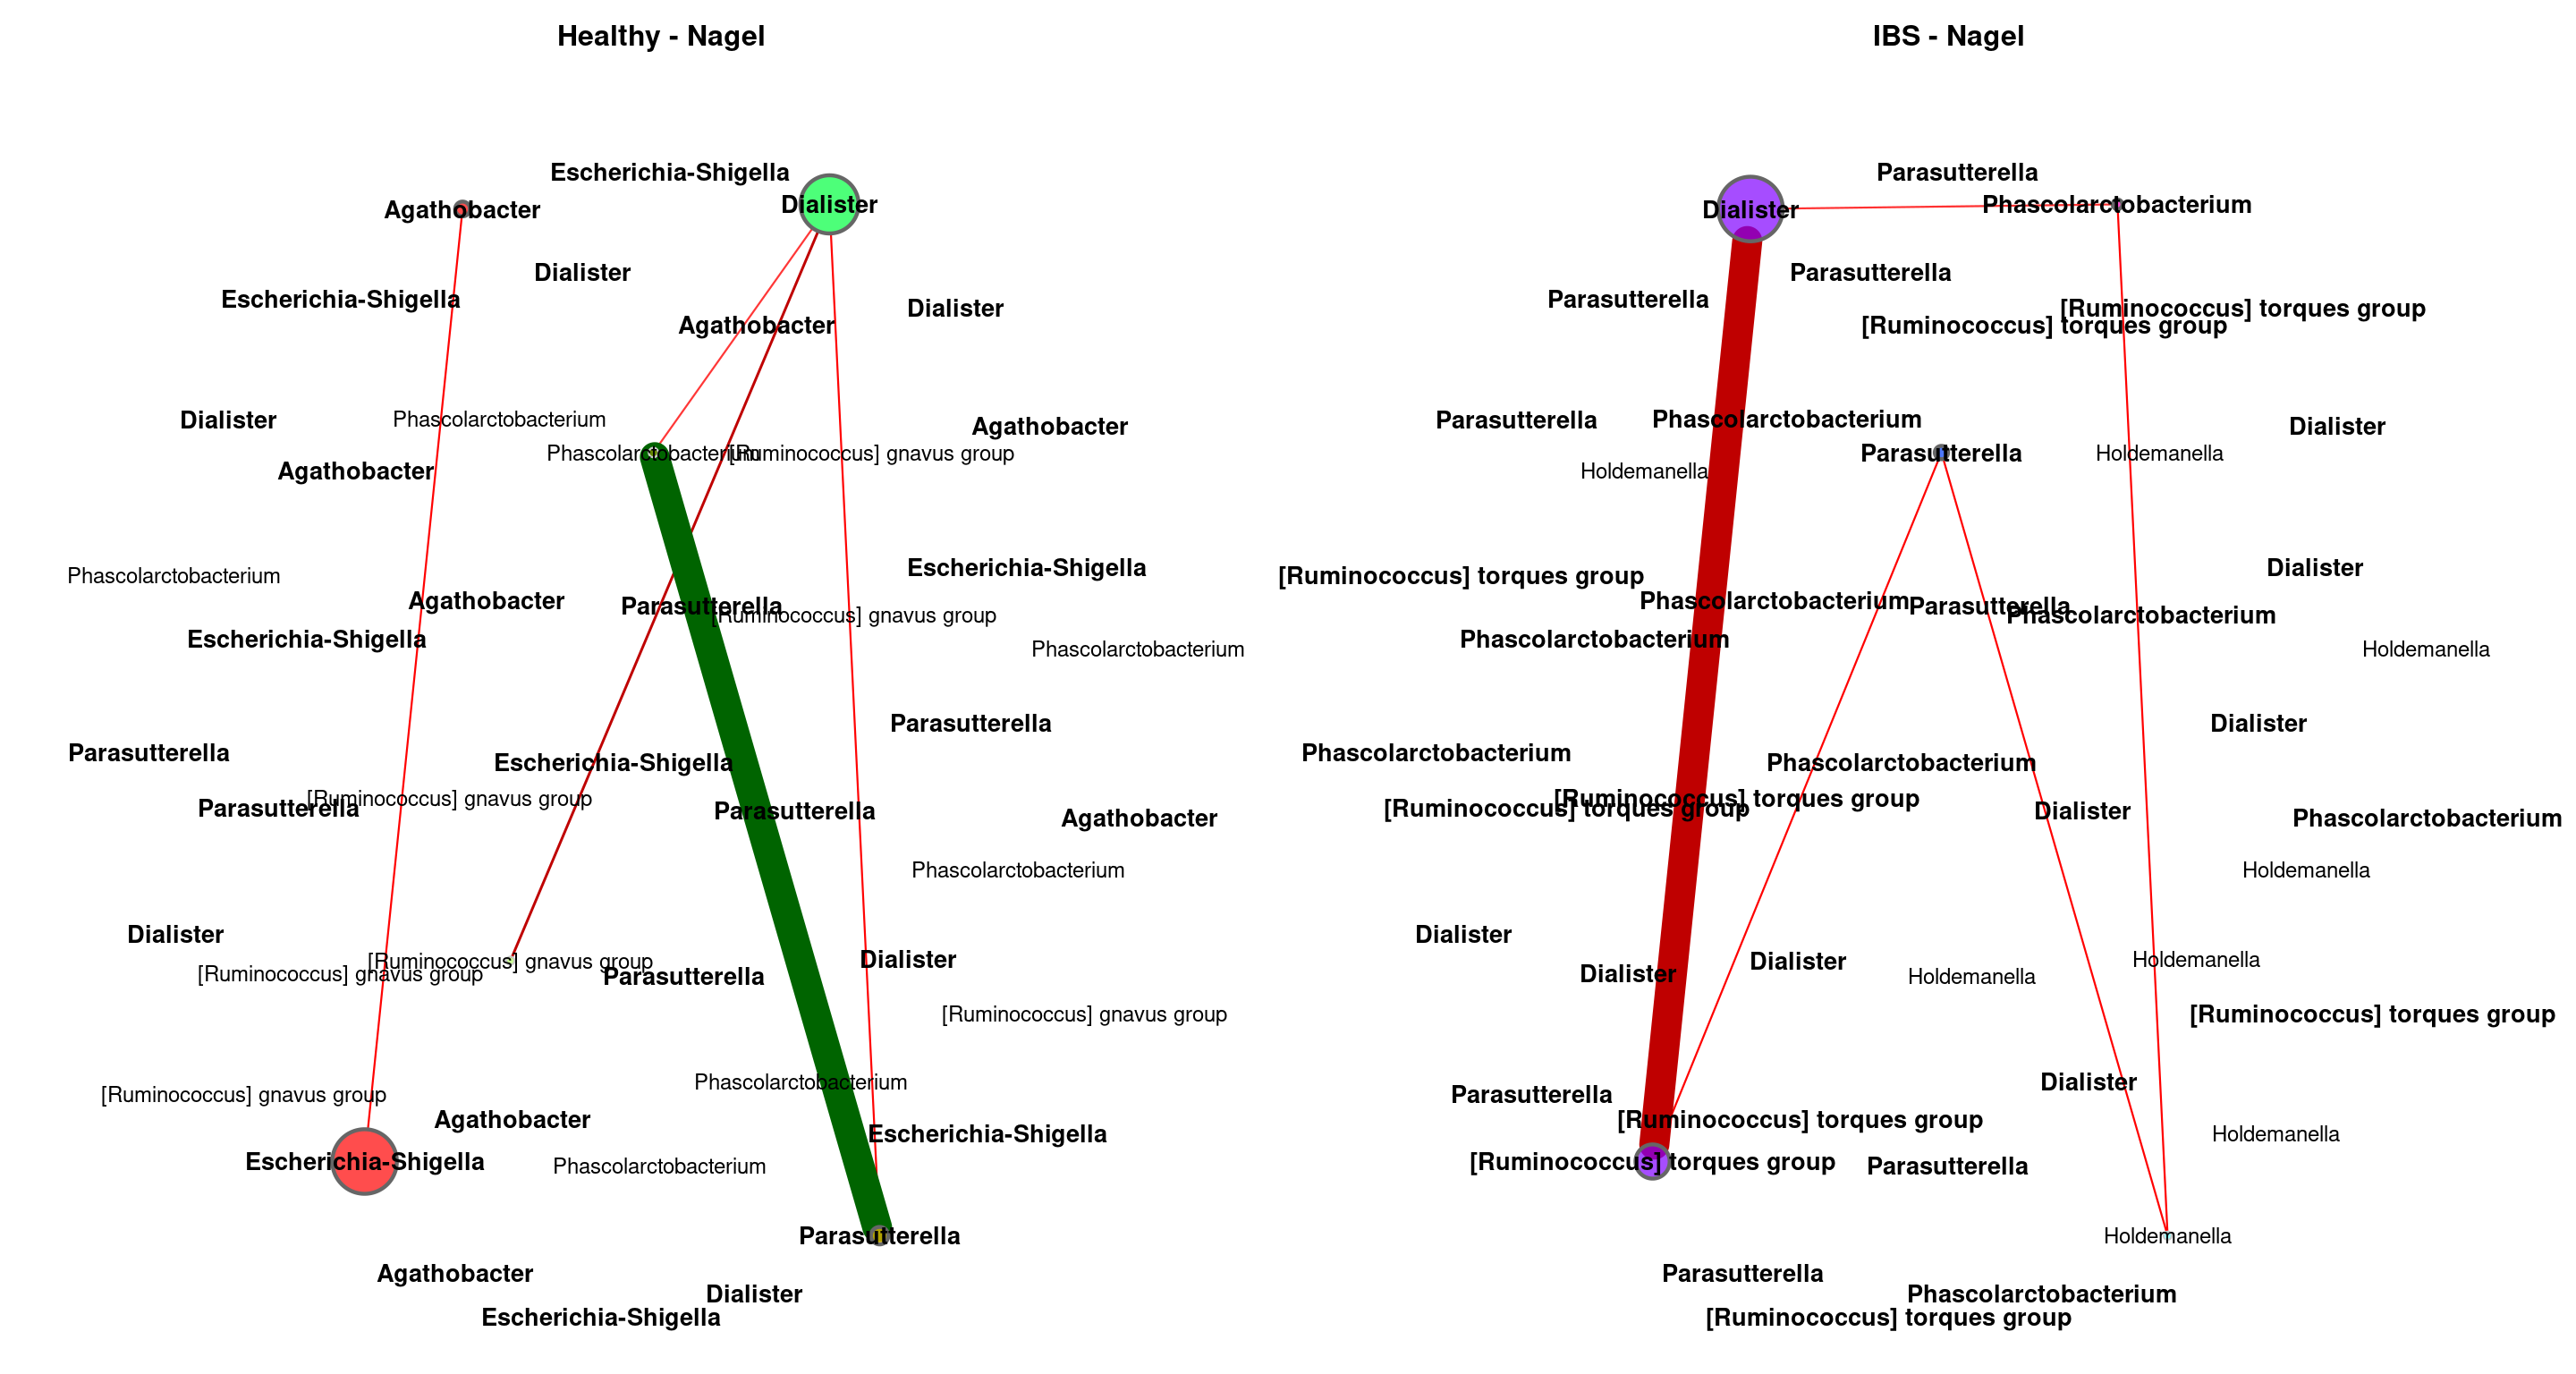 Healthy - Nagel
Escherichia-Shigella
Dialister
Agathobacter
Dialister
Escherichia-Shigella
Dialister
Agathobacter
Dialister
Phascolarctobacterium
Agathobacter
Phascolarctobacterium
[Ruminococcus] gnavus group
Agathobacter
Escherichia-Shigella
Phascolarctobacterium
Agathobacter
Parasutterella
[Ruminococcus] gnavus group
Escherichia-Shigella
Phascolarctobacterium
Parasutterella
Parasutterella
Escherichia-Shigella
[Ruminococcus] gnavus group
Parasutterella
Parasutterella
Agathobacter
Phascolarctobacterium
Dialister
Dialister
[Ruminococcus] gnavus group
[Ruminococcus] gnavus group
Parasutterella
[Ruminococcus] gnavus group
Phascolarctobacterium
[Ruminococcus] gnavus group
Agathobacter
Escherichia-Shigella
Escherichia-Shigella
Phascolarctobacterium
Parasutterella
Agathobacter
Dialister
Escherichia-Shigella
IBS - Nagel
Parasutterella
Phascolarctobacterium
Dialister
Parasutterella
Parasutterella
[Ruminococcus] torques group
[Ruminococcus] torques group
Parasutterella
Phascolarctobacterium
Dialister
Parasutterella
Holdemanella
Holdemanella
Dialister
[Ruminococcus] torques group
Phascolarctobacterium
Parasutterella
Phascolarctobacterium
Phascolarctobacterium
Holdemanella
Dialister
Phascolarctobacterium
Phascolarctobacterium
[Ruminococcus] torques group
[Ruminococcus] torques group
Dialister
Phascolarctobacterium
Holdemanella
Dialister
Holdemanella
Dialister
Dialister
Holdemanella
[Ruminococcus] torques group
Dialister
Parasutterella
[Ruminococcus] torques group
Holdemanella
[Ruminococcus] torques group
Parasutterella
Holdemanella
Parasutterella
Phascolarctobacterium
[Ruminococcus] torques group